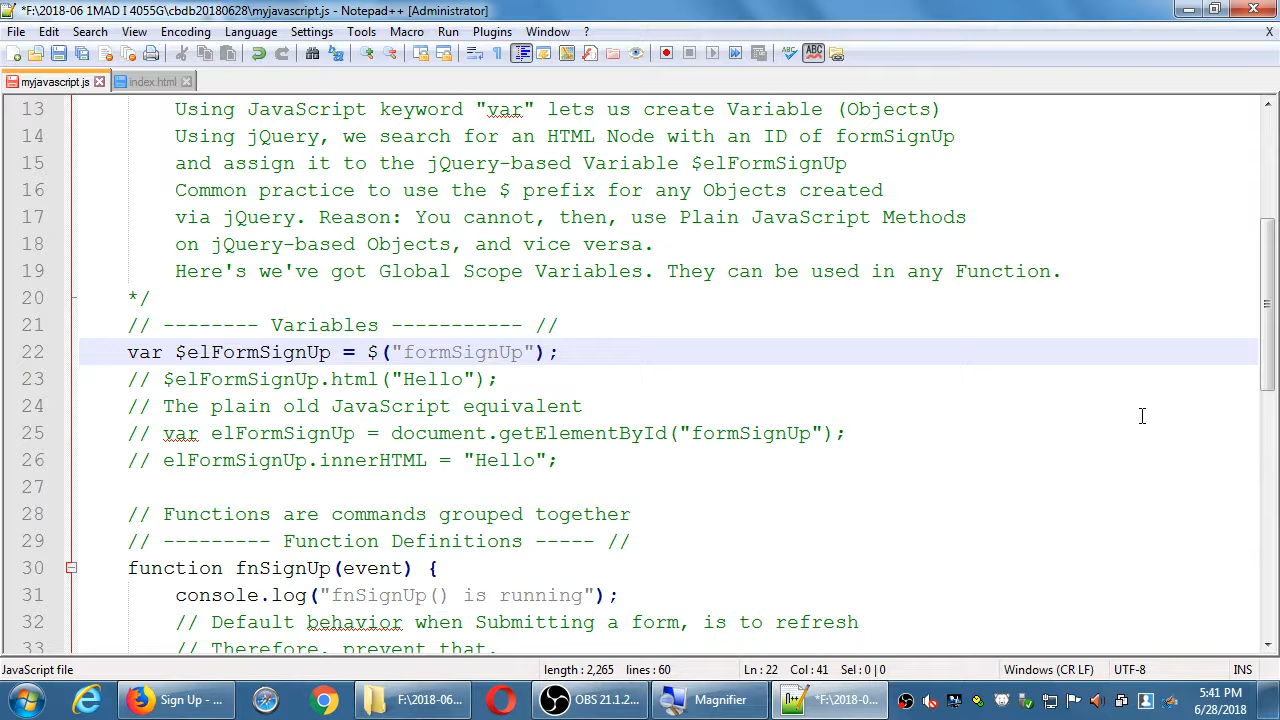 *F:\2018-06 1MAD I 4055G\cbdb20180628\myjavascript.js - Notepad++ [Administrator]
File Edit Search View Encoding Language Settings Tools Macro Run Plugins Window ? X
myjavascript.js index.html
13 Using JavaScript keyword "var" lets us create Variable (Objects)
14 Using jQuery, we search for an HTML Node with an ID of formSignUp
15 and assign it to the jQuery-based Variable $elFormSignUp
16 Common practice to use the $ prefix for any Objects created
17 via jQuery. Reason: You cannot, then, use Plain JavaScript Methods
18 on jQuery-based Objects, and vice versa.
19 Here's we've got Global Scope Variables. They can be used in any Function.
20 */
21 // -------- Variables ----------- //
22 var $elFormSignUp = $("formSignUp");
23 // $elFormSignUp.html("Hello");
24 // The plain old JavaScript equivalent
25 // var elFormSignUp = document.getElementById("formSignUp");
26 // elFormSignUp.innerHTML = "Hello";
27
28 // Functions are commands grouped together
29 // --------- Function Definitions ----- //
30 function fnSignUp(event) {
31 console.log("fnSignUp() is running");
32 // Default behavior when Submitting a form, is to refresh
33 // Therefore, prevent that.
JavaScript file length : 2,265 lines : 60 Ln : 22 Col : 41 Sel : 0 | 0 Windows (CR LF) UTF-8 INS
Sign Up - ... F:\2018-06... OBS 21.1.2... Magnifier *F:\2018-0... 5:41 PM
6/28/2018